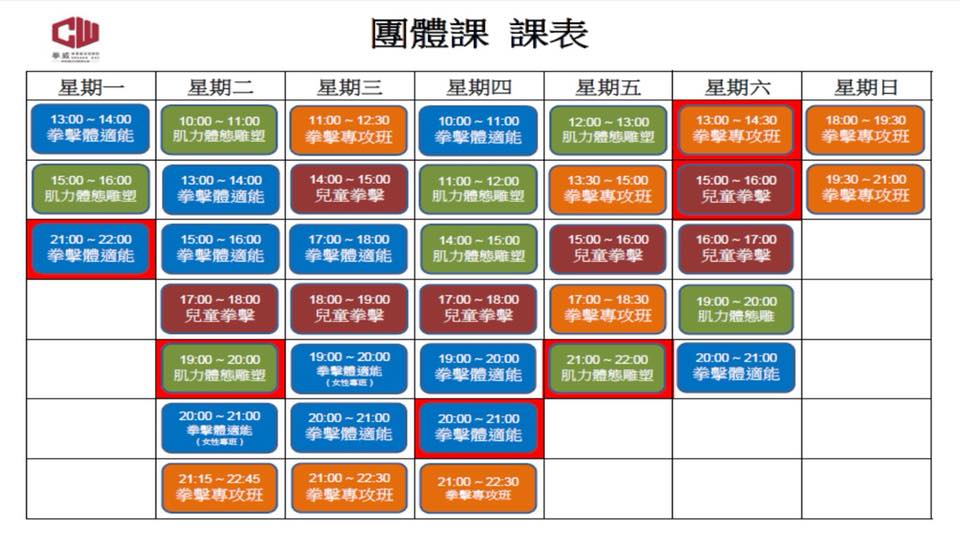 CW
學威
團體課 課表
星期一 星期二 星期三 星期四 星期五 星期六 星期日
13:00 ~ 14:00
拳擊體適能
10:00 ~ 11:00
肌力體態雕塑
11:00 ~ 12:30
拳擊專攻班
10:00 ~ 11:00
拳擊體適能
12:00 ~ 13:00
肌力體態雕塑
13:00 ~ 14:30
拳擊專攻班
18:00 ~ 19:30
拳擊專攻班
15:00 ~ 16:00
肌力體態雕塑
13:00 ~ 14:00
拳擊體適能
14:00 ~ 15:00
兒童拳擊
11:00 ~ 12:00
肌力體態雕塑
13:30 ~ 15:00
拳擊專攻班
15:00 ~ 16:00
兒童拳擊
19:30 ~ 21:00
拳擊專攻班
21:00 ~ 22:00
拳擊體適能
15:00 ~ 16:00
拳擊體適能
17:00 ~ 18:00
拳擊體適能
14:00 ~ 15:00
肌力體態雕塑
15:00 ~ 16:00
兒童拳擊
16:00 ~ 17:00
兒童拳擊
17:00 ~ 18:00
兒童拳擊
18:00 ~ 19:00
兒童拳擊
17:00 ~ 18:00
兒童拳擊
17:00 ~ 18:30
拳擊專攻班
19:00 ~ 20:00
肌力體態雕
19:00 ~ 20:00
肌力體態雕塑
19:00 ~ 20:00
拳擊體適能
(女性專班)
19:00 ~ 20:00
拳擊體適能
21:00 ~ 22:00
肌力體態雕塑
20:00 ~ 21:00
拳擊體適能
20:00 ~ 21:00
拳擊體適能
(女性專班)
20:00 ~ 21:00
拳擊體適能
20:00 ~ 21:00
拳擊體適能
21:15 ~ 22:45
拳擊專攻班
21:00 ~ 22:30
拳擊專攻班
21:00 ~ 22:30
拳擊專攻班